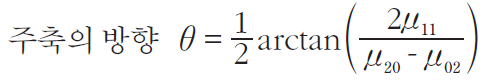 주축의 방향 θ = 1/2 arctan(2μ₁₁ / (μ₂₀ - μ₀₂))